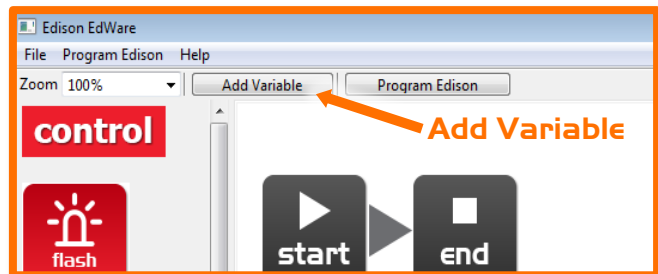 Edison EdWare
File Program Edison Help
Zoom 100% Add Variable Program Edison
control
Add Variable
flash
start end